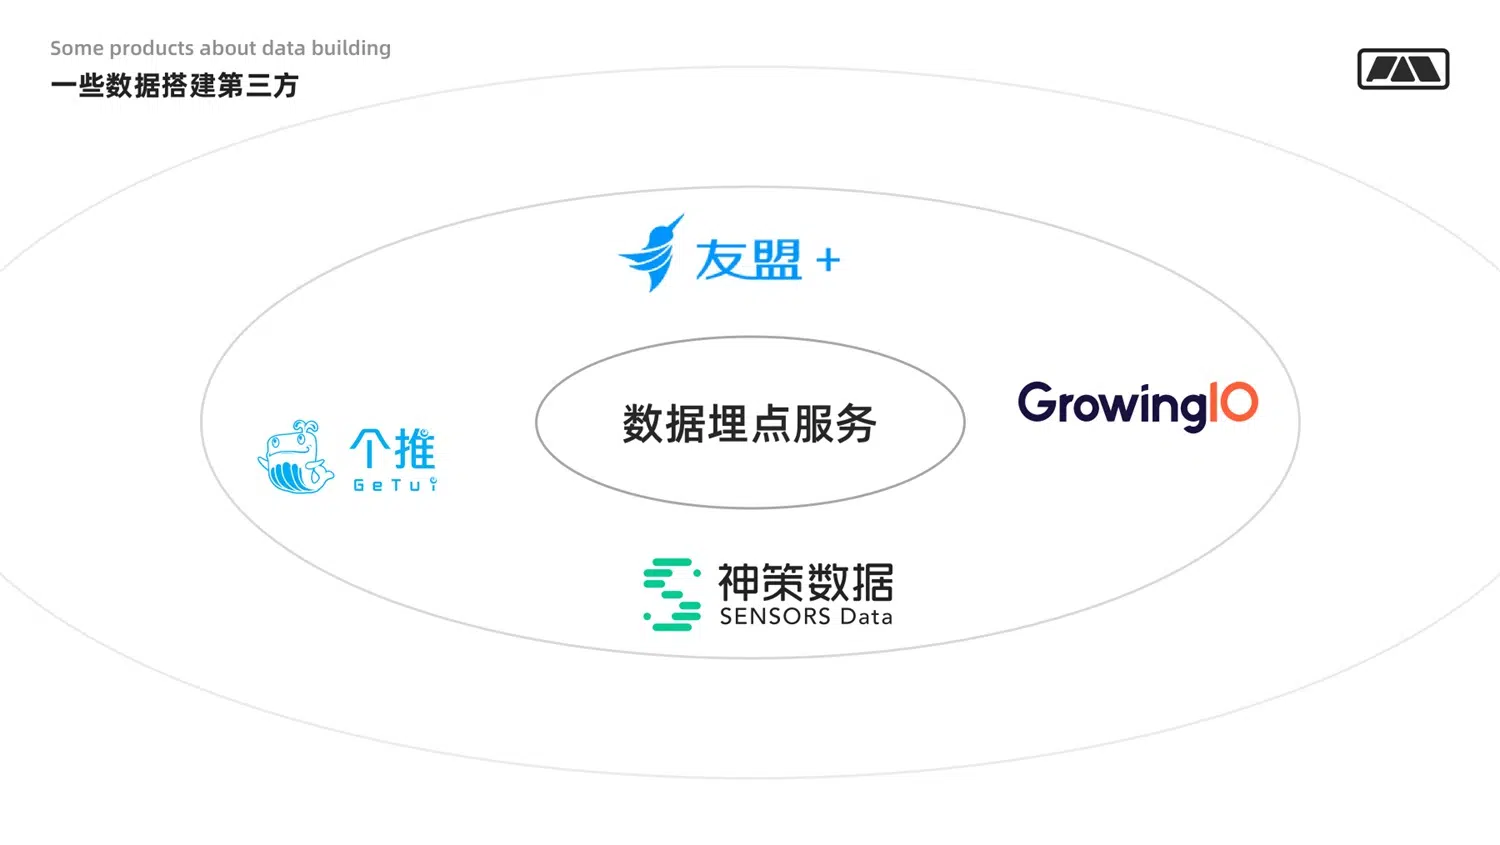 Some products about data building
一些数据搭建第三方
友盟+
数据埋点服务
GrowingIO
个推
GeTui
神策数据
SENSORS Data